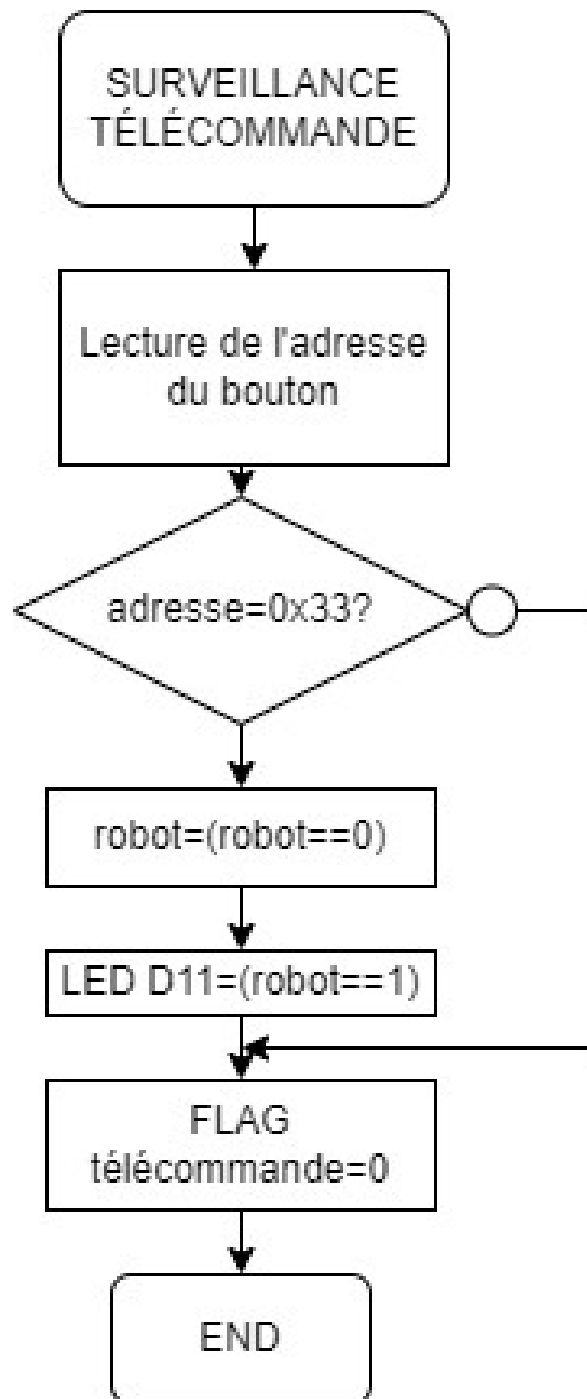 SURVEILLANCE
TÉLÉCOMMANDE
Lecture de l'adresse
du bouton
adresse=0x33?
robot=(robot==0)
LED D11=(robot==1)
FLAG
télécommande=0
END